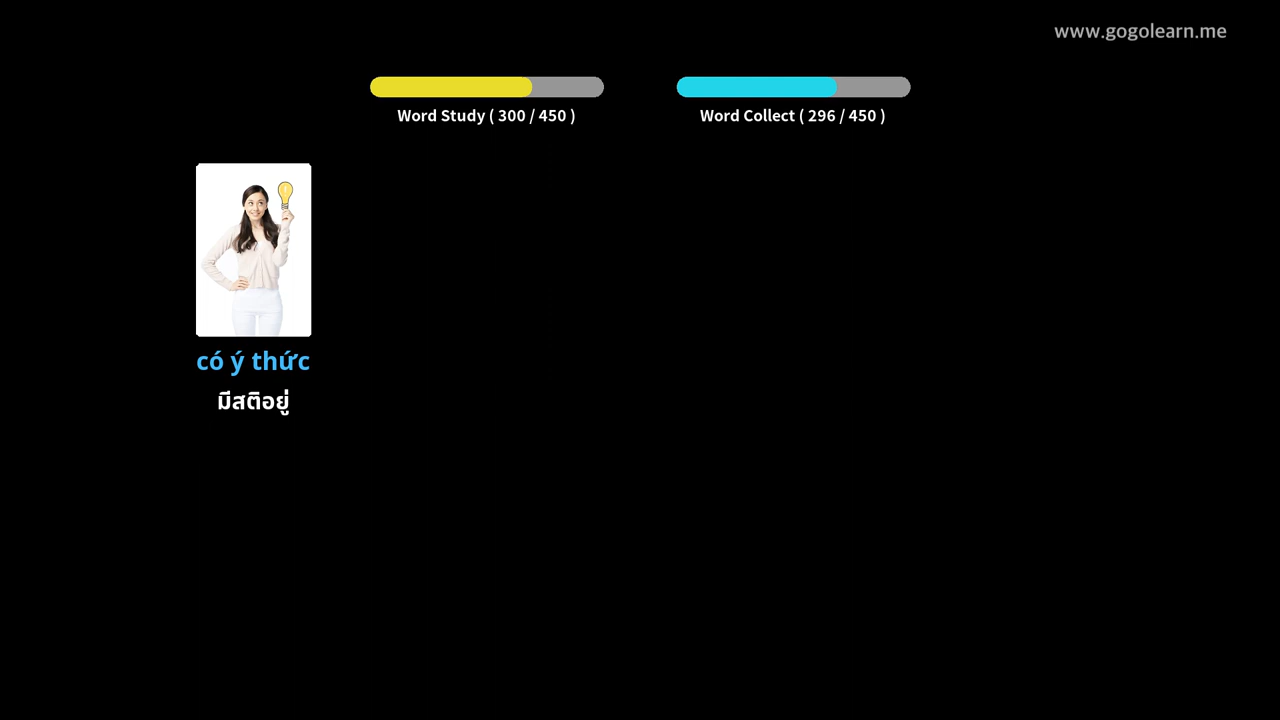 www.gogolearn.me
Word Study ( 300 / 450 )
Word Collect ( 296 / 450 )
có ý thức
มีสติอยู่